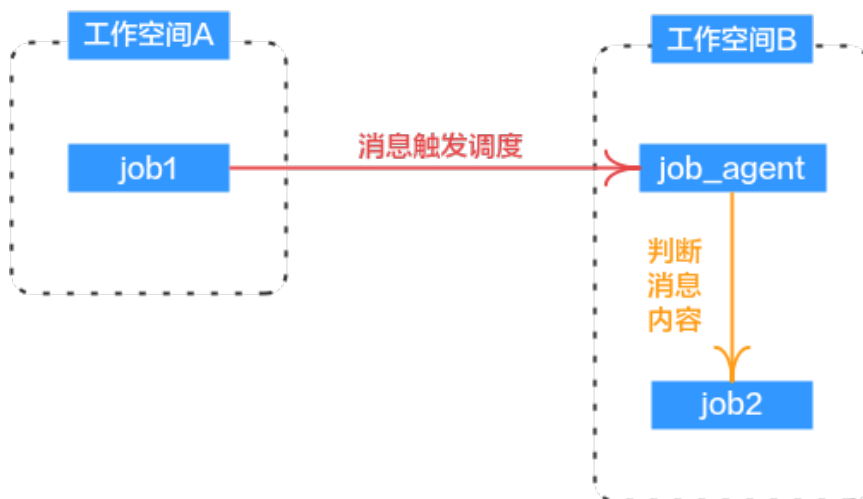 工作空间A
工作空间B
消息触发调度
job1
job_agent
判断
消息
内容
job2